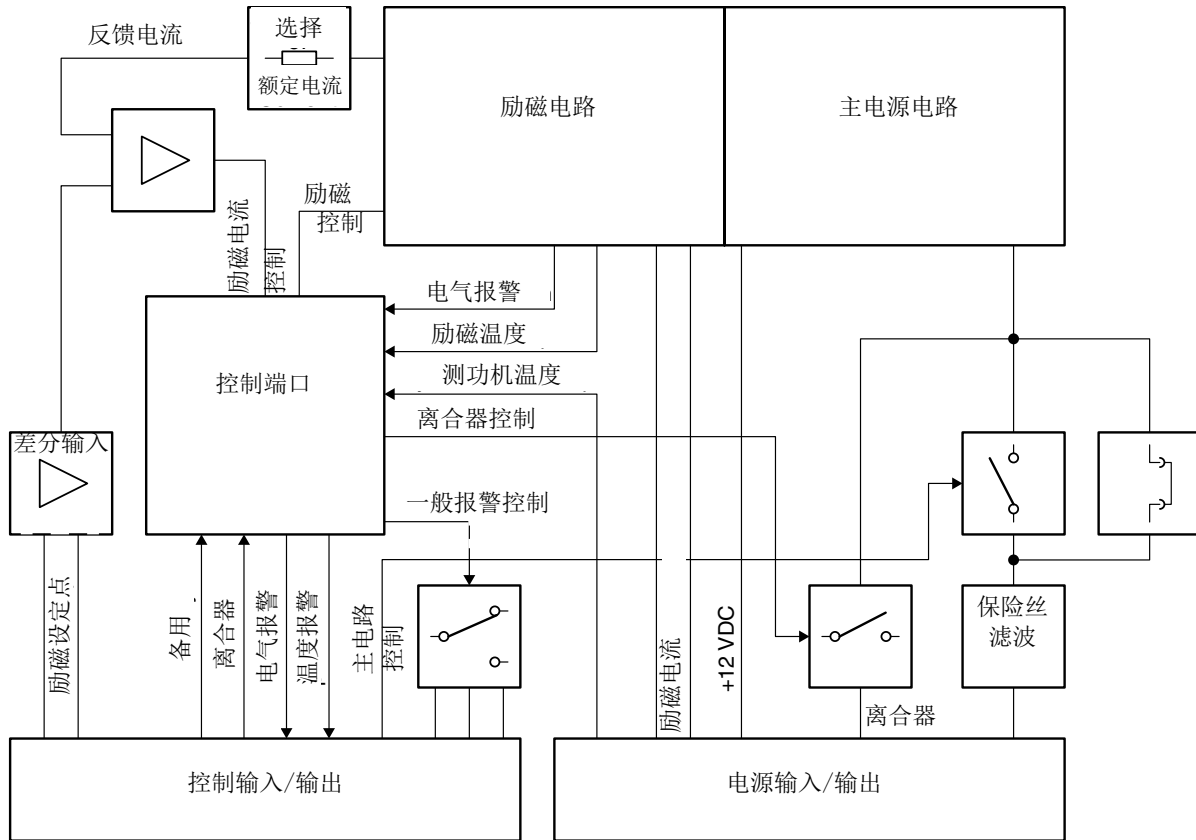 反馈电流
选择
额定电流
励磁电路
主电源电路
励磁
控制
励磁电流
控制
电气报警
励磁温度
测功机温度
离合器控制
控制端口
差分输入
一般报警控制
励磁设定点
备用
离合器
电气报警
温度报警
主电路
控制
励磁电流
+12 VDC
保险丝
滤波
离合器
控制输入/输出
电源输入/输出